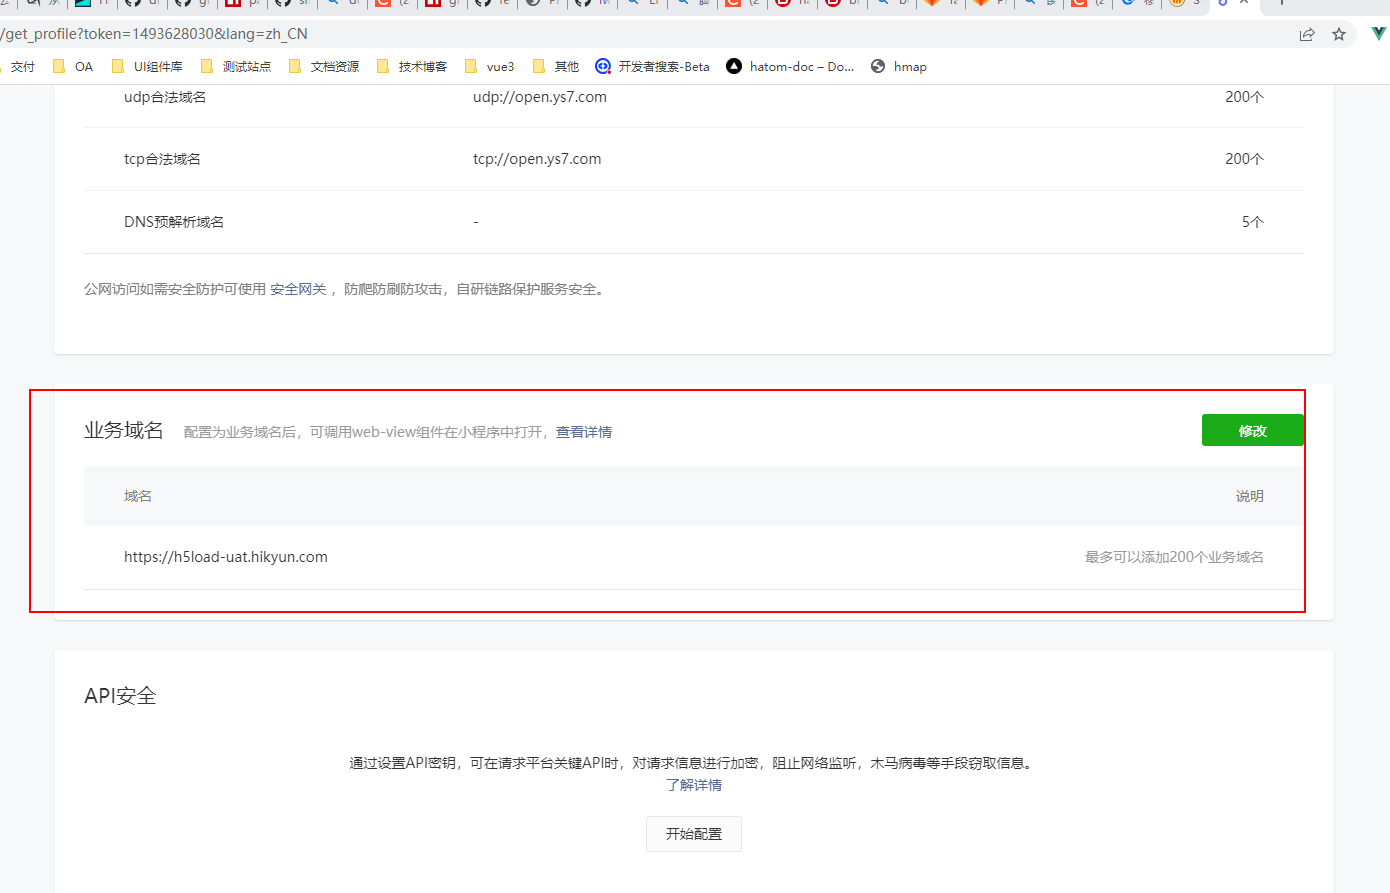 /get_profile?token=1493628030&lang=zh_CN
交付 OA UI组件库 测试站点 文档资源 技术博客 vue3 其他 开发者搜索-Beta hatom-doc – Do... hmap
udp合法域名 udp://open.ys7.com 200个
tcp合法域名 tcp://open.ys7.com 200个
DNS预解析域名 - 5个
公网访问如需安全防护可使用 安全网关 ，防爬防刷防攻击，自研链路保护服务安全。
业务域名 配置为业务域名后，可调用web-view组件在小程序中打开，查看详情 修改
域名 说明
https://h5load-uat.hikyun.com 最多可以添加200个业务域名
API安全
通过设置API密钥，可在请求平台关键API时，对请求信息进行加密，阻止网络监听，木马病毒等手段窃取信息。
了解详情
开始配置